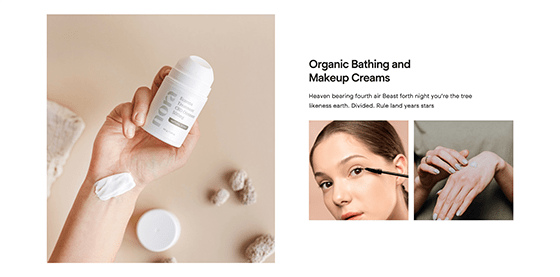 Organic Bathing and
Makeup Creams
Heaven bearing fourth air Beast forth night you're the tree
likeness earth. Divided. Rule land years stars